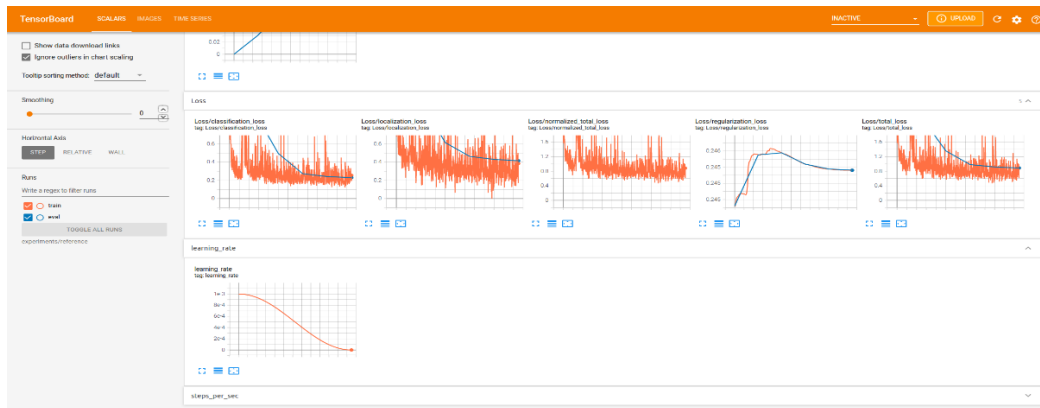 TensorBoard SCALARS IMAGES TIME SERIES INACTIVE UPLOAD
Show data download links
Ignore outliers in chart scaling
Tooltip sorting method: default
Smoothing
0
Horizontal Axis
STEP RELATIVE WALL
Runs
Write a regex to filter runs
train
eval
TOGGLE ALL RUNS
experiments/reference
0.02
0
Loss
Loss/classification_loss
tag: Loss/classification_loss
0.6
0.4
0.2
0
Loss/localization_loss
tag: Loss/localization_loss
0.6
0.4
0.2
0
Loss/normalized_total_loss
tag: Loss/normalized_total_loss
1.6
1.2
0.8
0.4
0
Loss/regularization_loss
tag: Loss/regularization_loss
0.246
0.246
0.245
0.245
Loss/total_loss
tag: Loss/total_loss
1.6
1.2
0.8
0.4
0
learning_rate
learning_rate
tag: learning_rate
1e-3
8e-4
6e-4
4e-4
2e-4
0
steps_per_sec